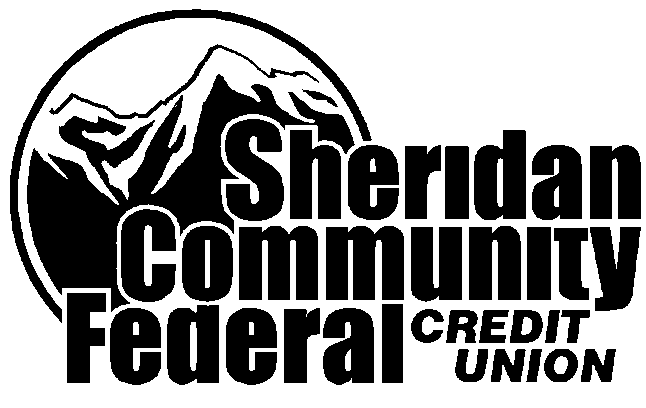 Sheridan
Community
Federal CREDIT
UNION